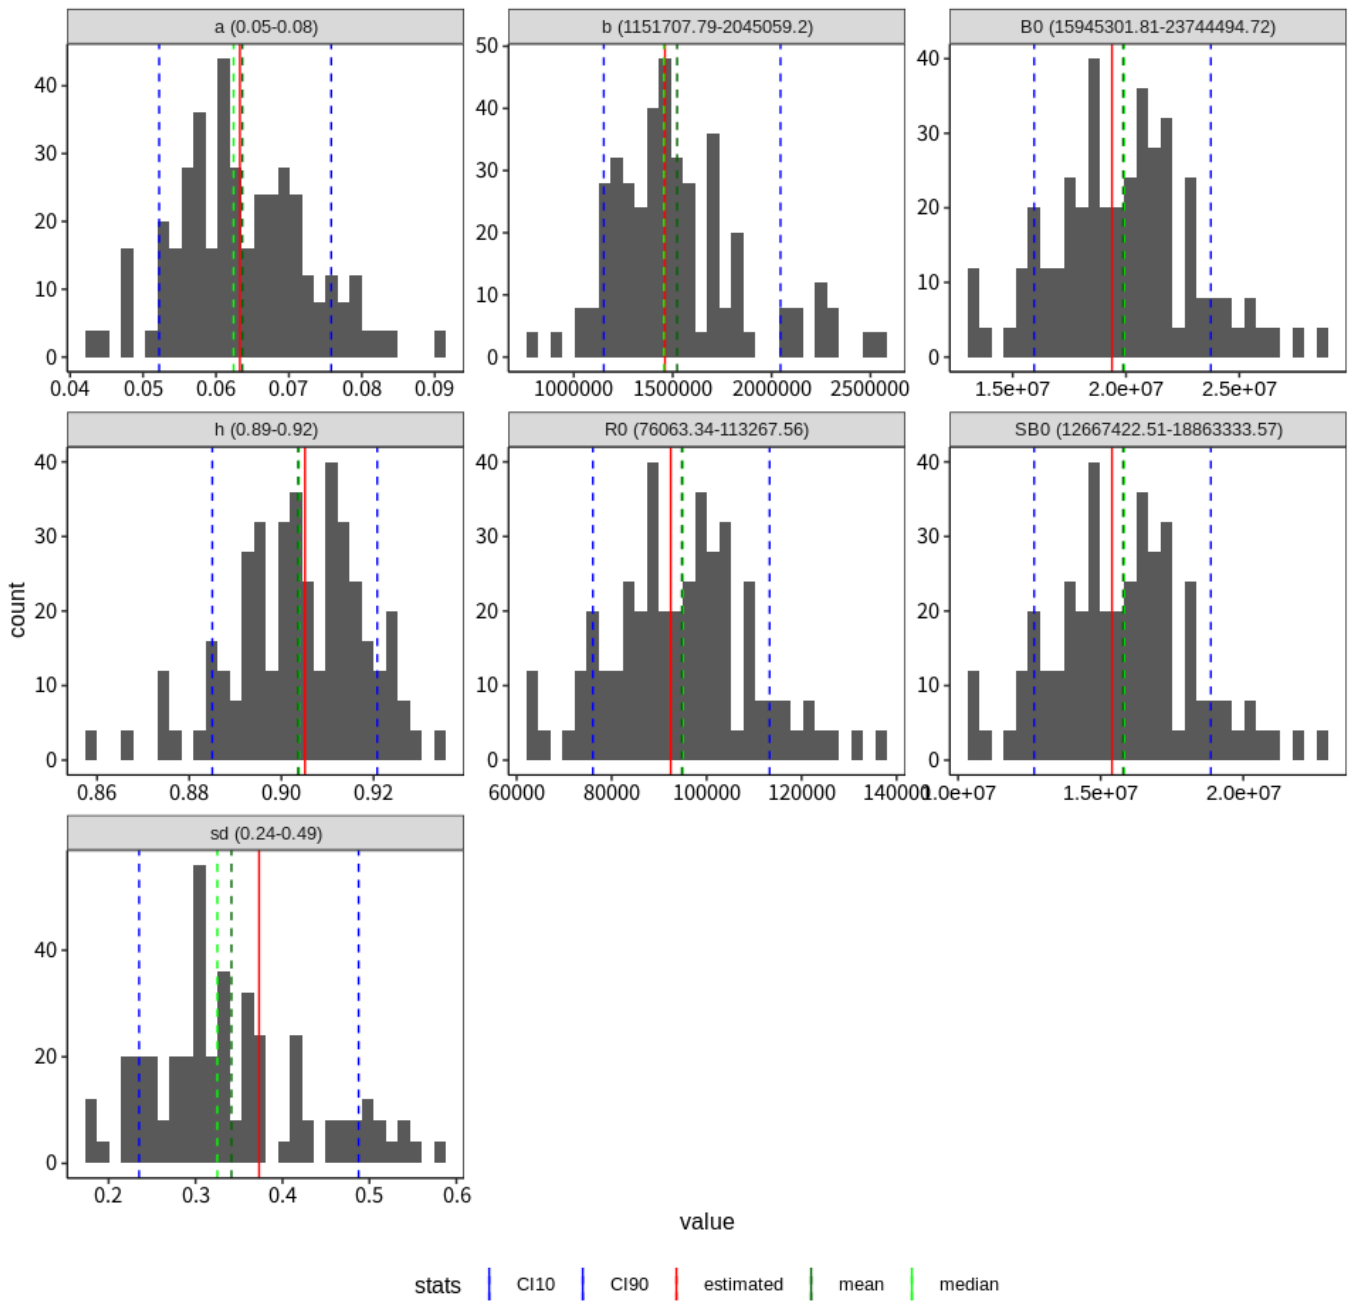 a (0.05-0.08)
b (1151707.79-2045059.2)
B0 (15945301.81-23744494.72)
0
10
20
30
40
0.04 0.05 0.06 0.07 0.08 0.09
0
10
20
30
40
50
1000000 1500000 2000000 2500000
0
10
20
30
40
1.5e+07 2.0e+07 2.5e+07
h (0.89-0.92)
R0 (76063.34-113267.56)
SB0 (12667422.51-18863333.57)
0
10
20
30
40
0.86 0.88 0.90 0.92
0
10
20
30
40
60000 80000 100000 120000 140000
0
10
20
30
40
1.0e+07 1.5e+07 2.0e+07
sd (0.24-0.49)
0
20
40
0.2 0.3 0.4 0.5 0.6
count
value
stats CI10 CI90 estimated mean median